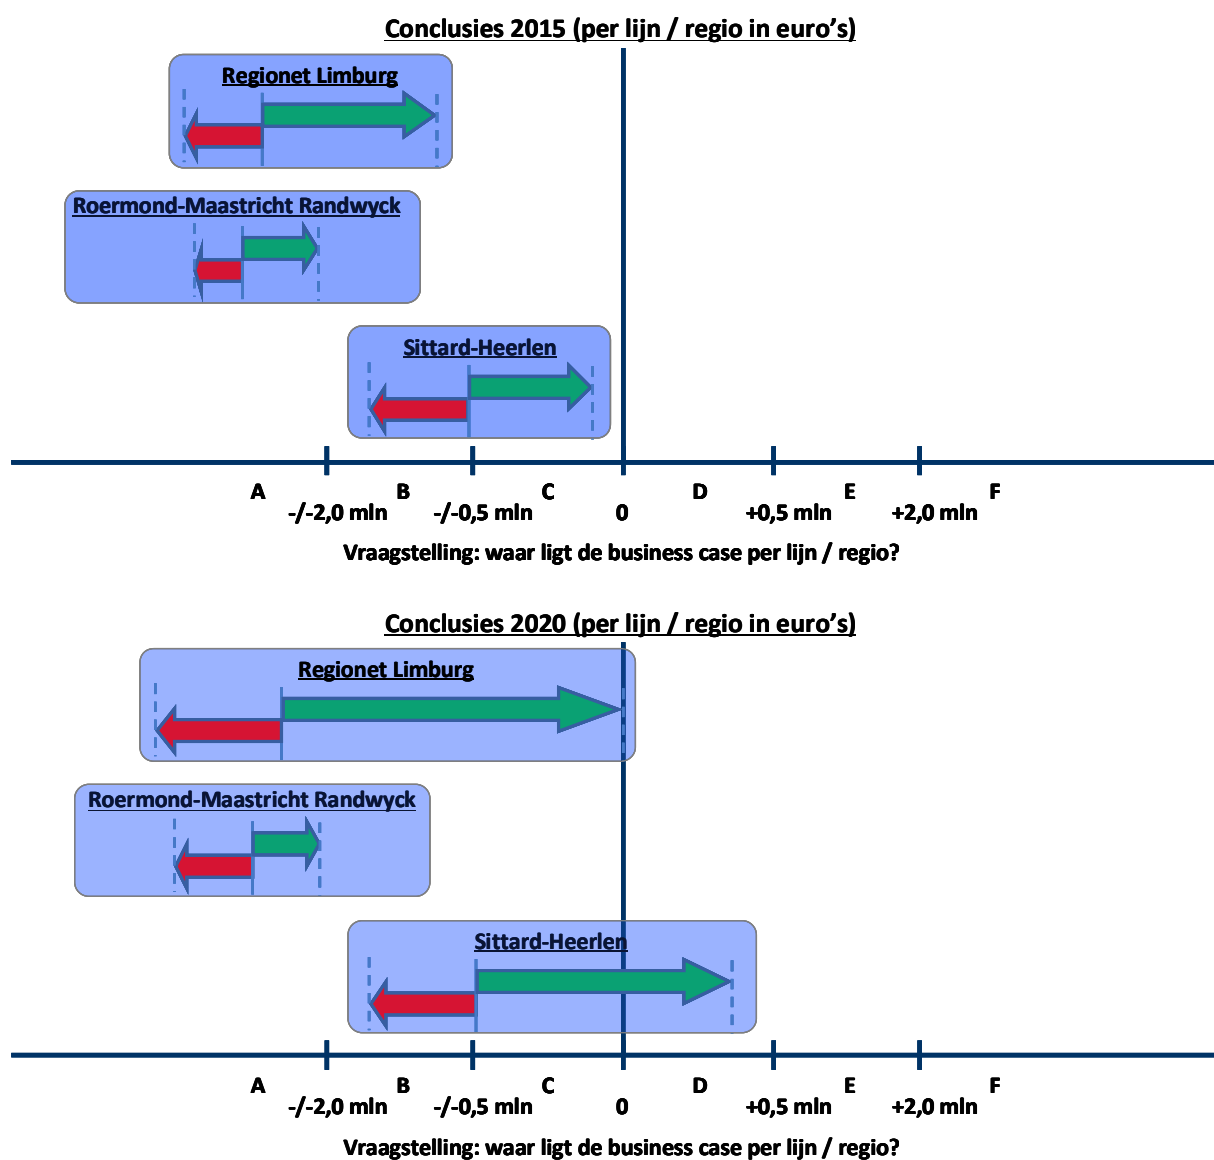 Conclusies 2015 (per lijn / regio in euro’s)
Regionet Limburg
Roermond-Maastricht Randwyck
Sittard-Heerlen
A B C D E F
-/-2,0 mln -/-0,5 mln 0 +0,5 mln +2,0 mln
Vraagstelling: waar ligt de business case per lijn / regio?
Conclusies 2020 (per lijn / regio in euro’s)
Regionet Limburg
Roermond-Maastricht Randwyck
Sittard-Heerlen
A B C D E F
-/-2,0 mln -/-0,5 mln 0 +0,5 mln +2,0 mln
Vraagstelling: waar ligt de business case per lijn / regio?